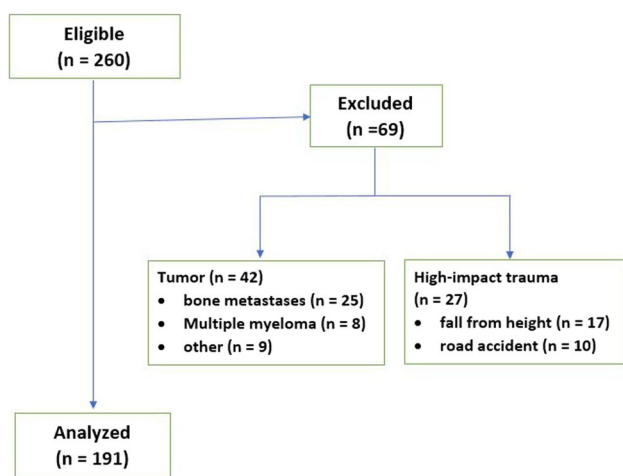 Eligible
(n = 260)
Excluded
(n =69)
Tumor (n = 42)
• bone metastases (n = 25)
• Multiple myeloma (n = 8)
• other (n = 9)
High-impact trauma
(n = 27)
• fall from height (n = 17)
• road accident (n = 10)
Analyzed
(n = 191)